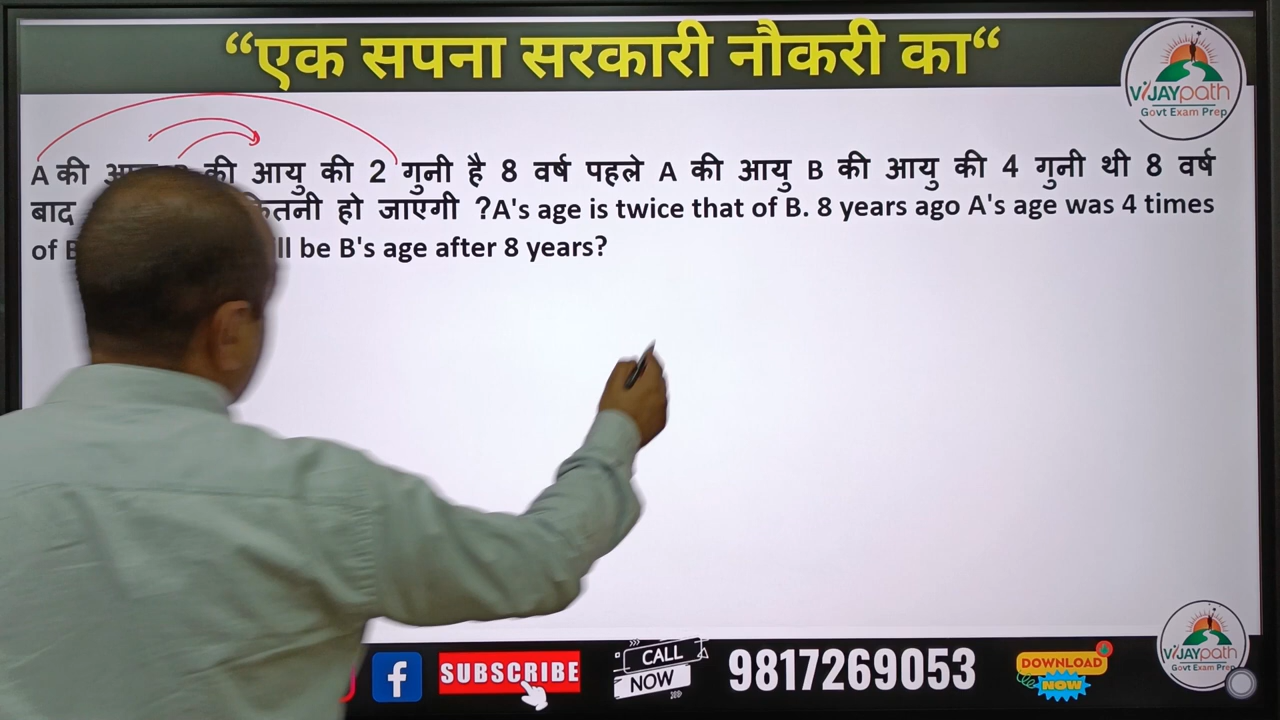 “एक सपना सरकारी नौकरी का“
VIJAYpath
Govt Exam Prep
A की की आयु की 2 गुनी है 8 वर्ष पहले A की आयु B की आयु की 4 गुनी थी 8 वर्ष
बाद कितनी हो जाएंगी ?A's age is twice that of B. 8 years ago A's age was 4 times
of be B's age after 8 years?
SUBSCRIBE
CALL
NOW
9817269053
DOWNLOAD
NOW
VIJAYpath
Govt Exam Prep